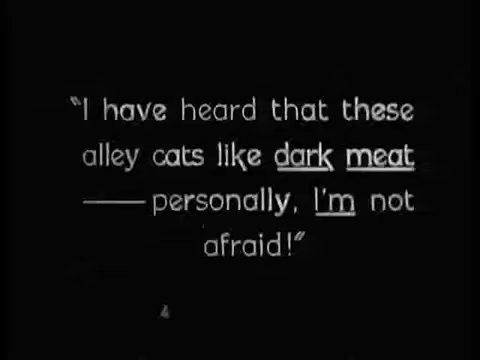 "I have heard that these
alley cats like dark meat
—personally, I'm not
afraid!"